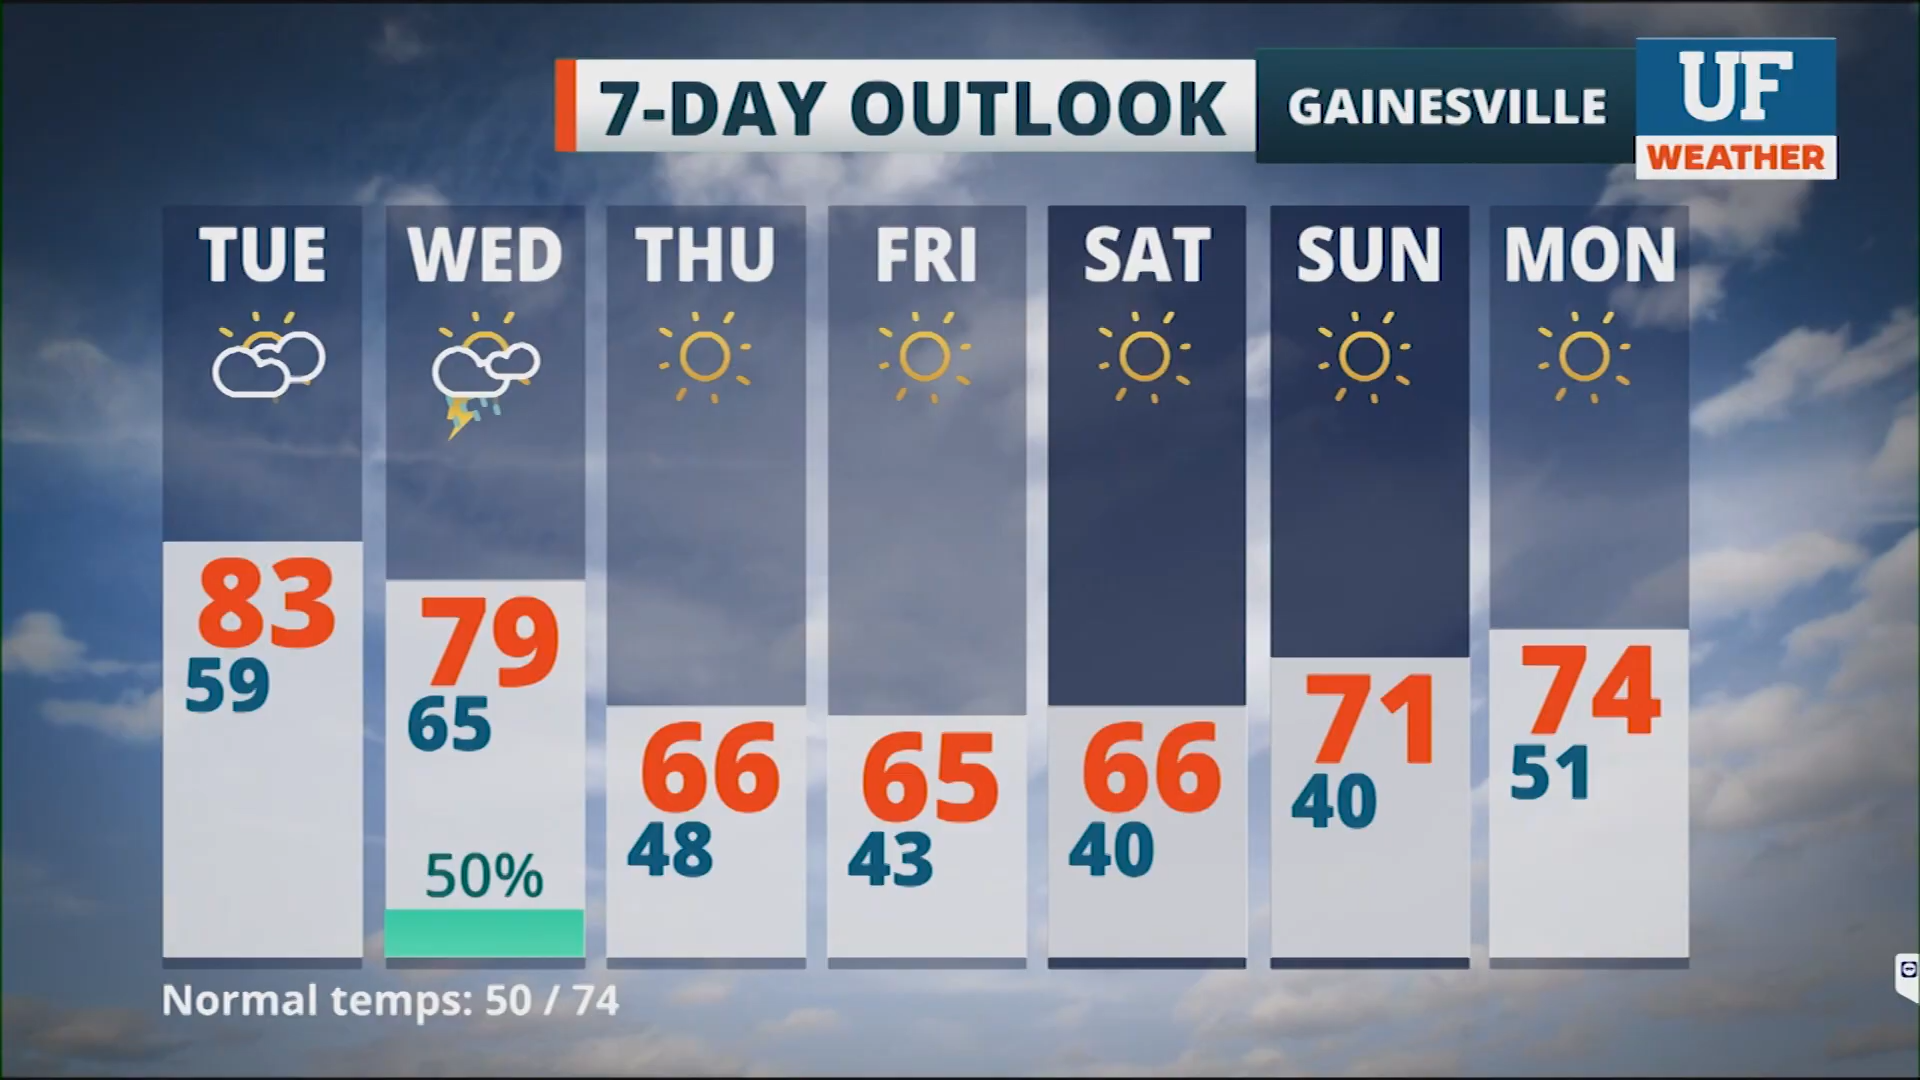 7-DAY OUTLOOK
GAINESVILLE
UF
WEATHER
TUE
WED
THU
FRI
SAT
SUN
MON
83
59
79
65
50%
66
48
65
43
66
40
71
40
74
51
Normal temps: 50 / 74